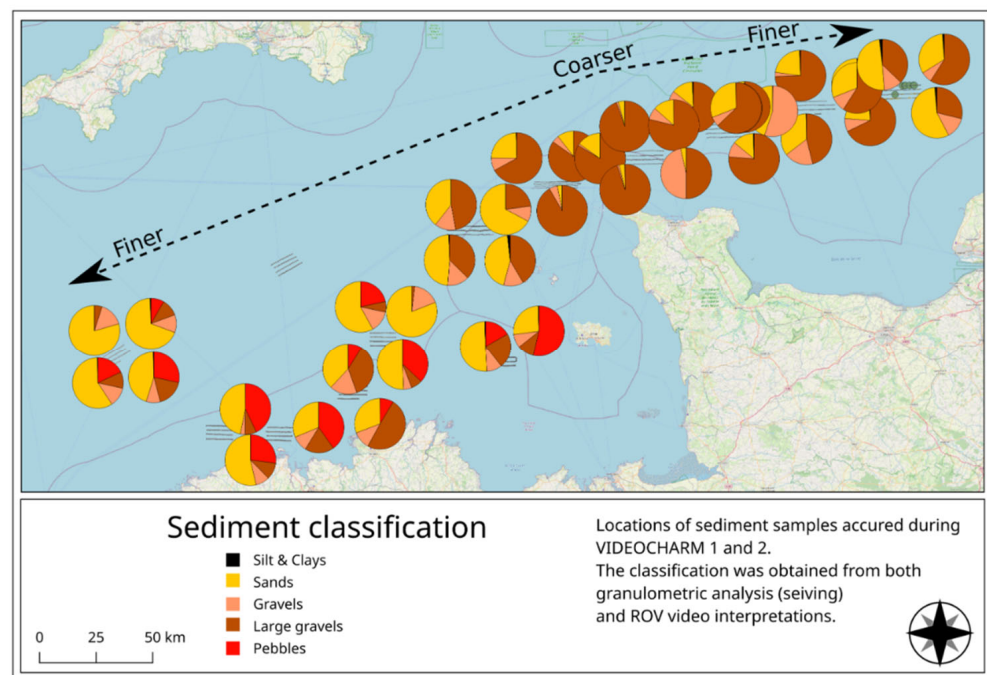 Finer
Coarser
Finer
Sediment classification
Silt & Clays
Sands
Gravels
Large gravels
Pebbles
0 25 50 km
Locations of sediment samples accured during
VIDEOCHARM 1 and 2.
The classification was obtained from both
granulometric analysis (seiving)
and ROV video interpretations.